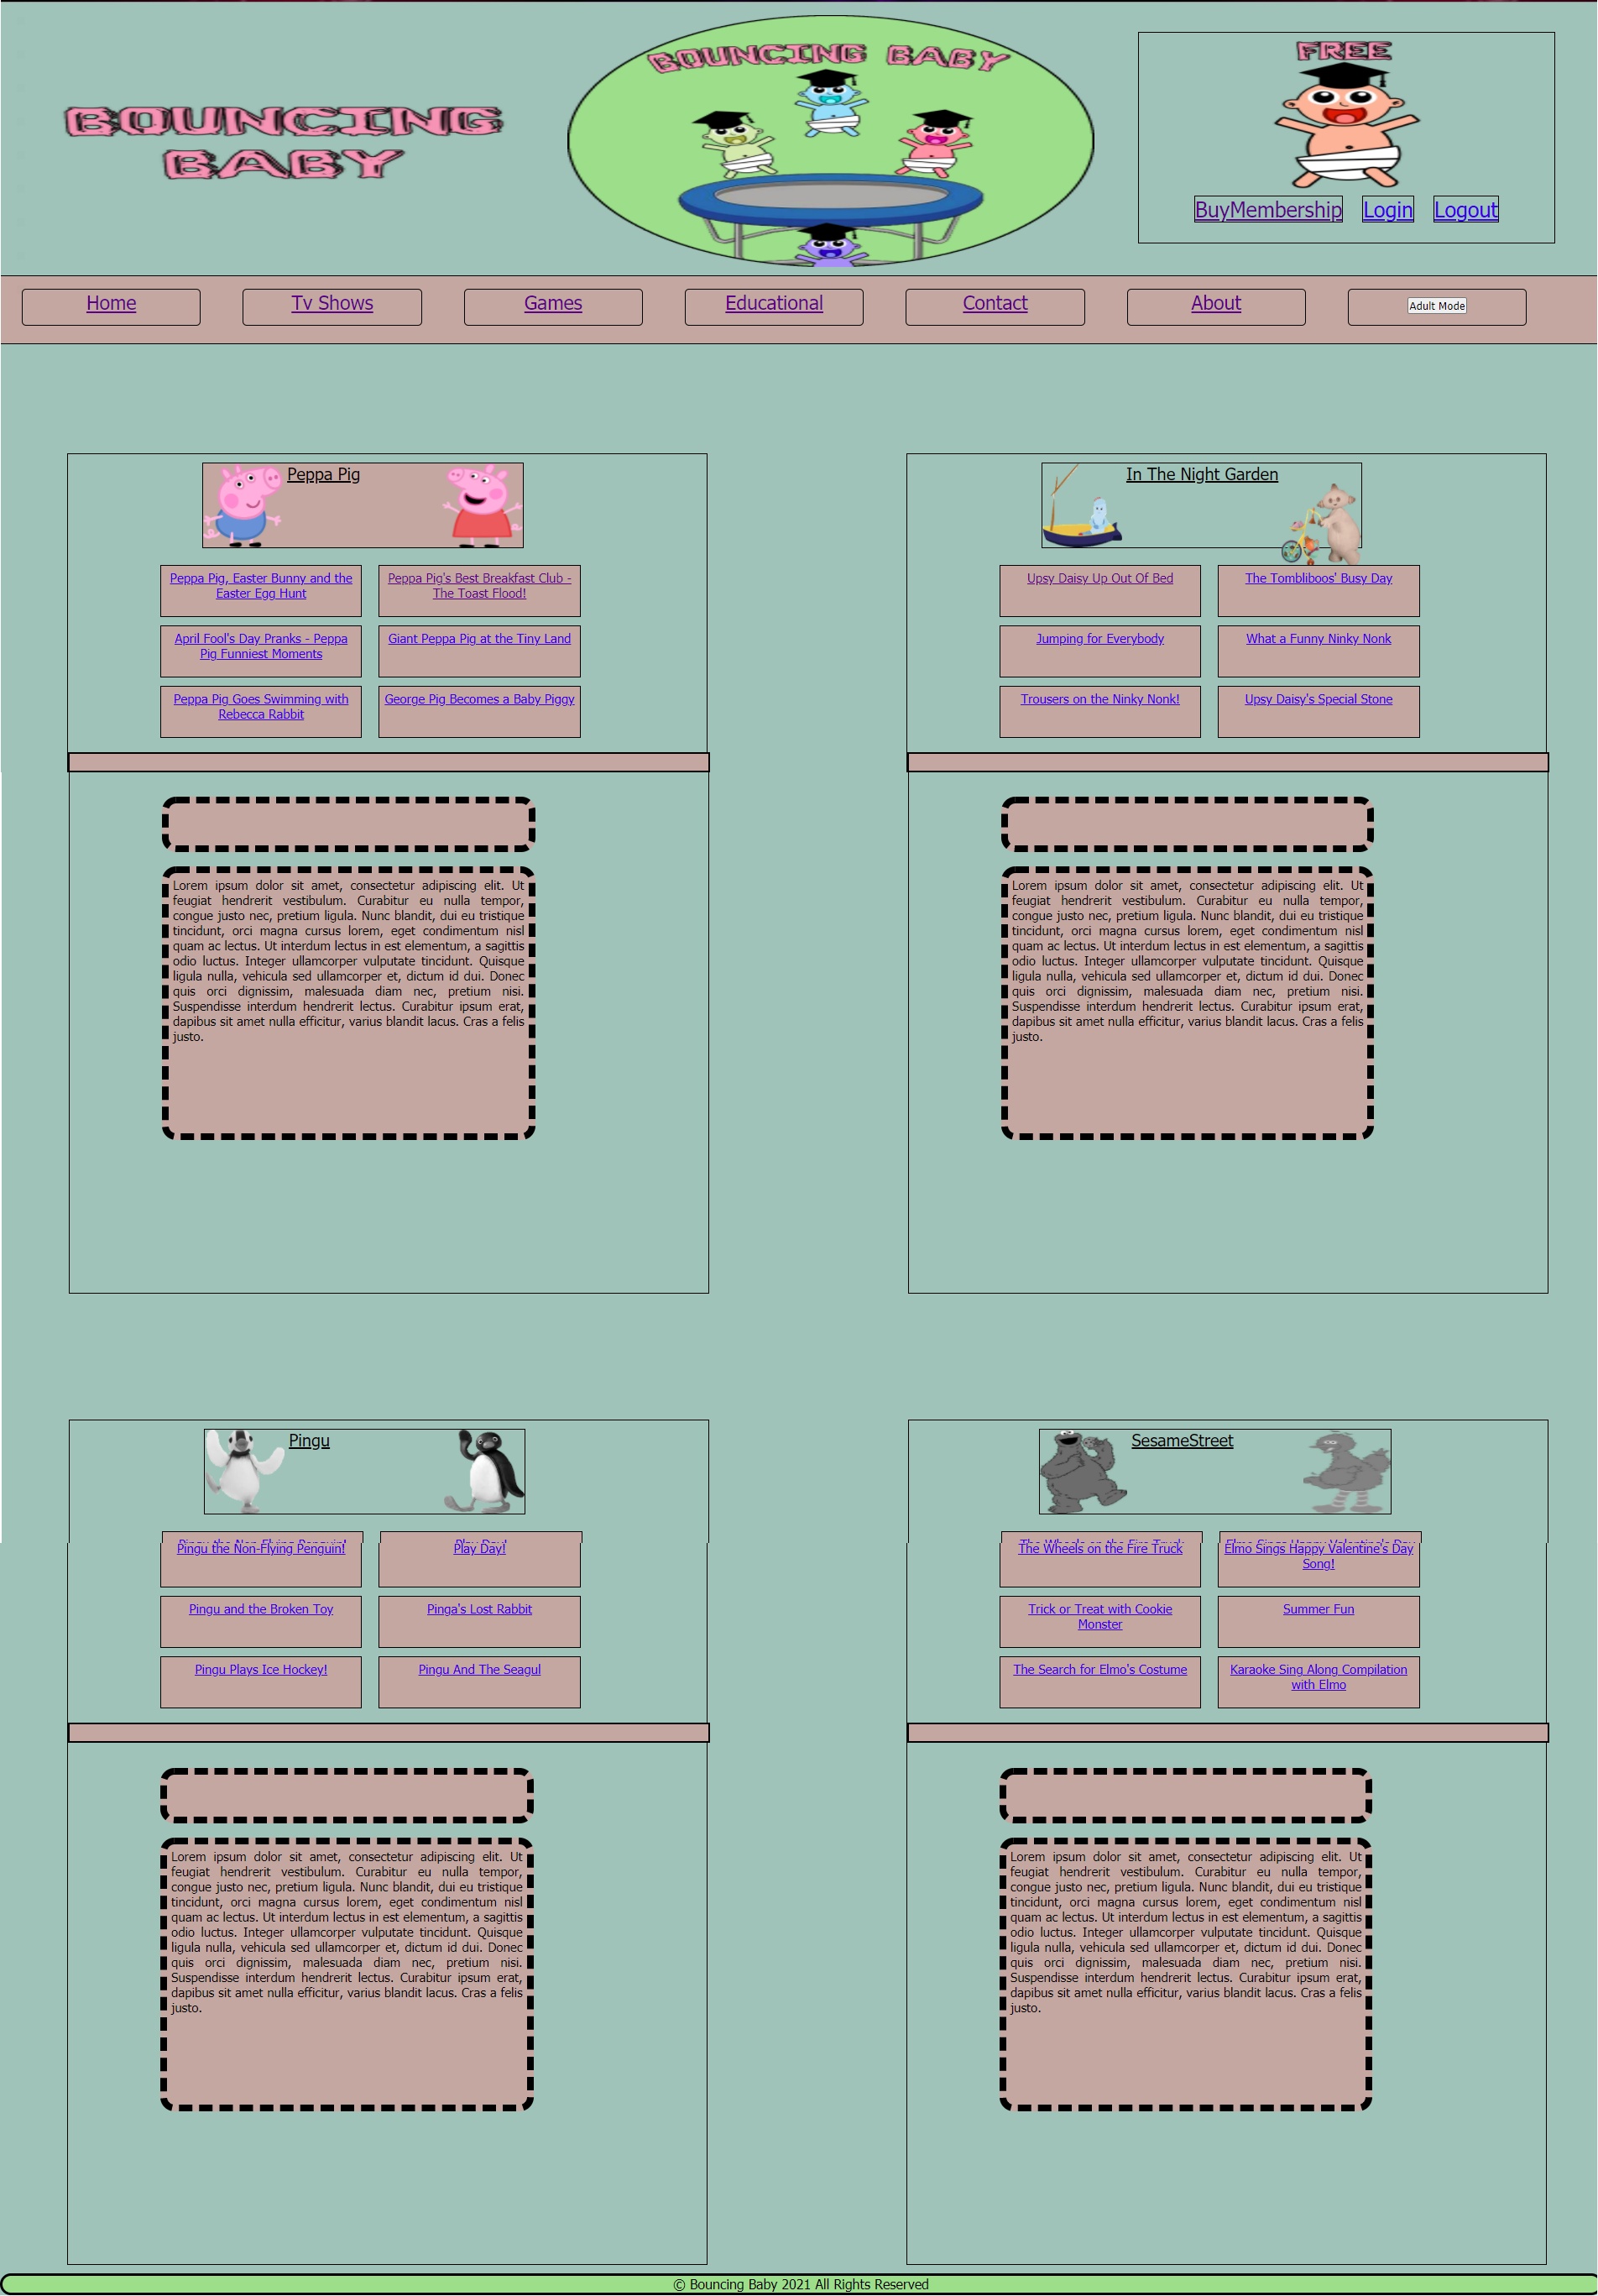 BOUNCING BABY
FREE
BOUNCING
BABY
BuyMembership Login Logout
Home Tv Shows Games Educational Contact About Adult Mode
Peppa Pig
Peppa Pig, Easter Bunny and the
Easter Egg Hunt
Peppa Pig's Best Breakfast Club -
The Toast Flood!
April Fool's Day Pranks - Peppa
Pig Funniest Moments
Giant Peppa Pig at the Tiny Land
Peppa Pig Goes Swimming with
Rebecca Rabbit
George Pig Becomes a Baby Piggy
In The Night Garden
Upsy Daisy Up Out Of Bed
The Tombliboos' Busy Day
Jumping for Everybody
What a Funny Ninky Nonk
Trousers on the Ninky Nonk!
Upsy Daisy's Special Stone
Lorem ipsum dolor sit amet, consectetur adipiscing elit. Ut
feugiat hendrerit vestibulum. Curabitur eu nulla tempor,
congue justo nec, pretium ligula. Nunc blandit, dui eu tristique
tincidunt, orci magna cursus lorem, eget condimentum nisl
quam ac lectus. Ut interdum lectus in est elementum, a sagittis
odio luctus. Integer ullamcorper vulputate tincidunt. Quisque
ligula nulla, vehicula sed ullamcorper et, dictum id dui. Donec
quis orci dignissim, malesuada diam nec, pretium nisi.
Suspendisse interdum hendrerit lectus. Curabitur ipsum erat,
dapibus sit amet nulla efficitur, varius blandit lacus. Cras a felis
justo.
Lorem ipsum dolor sit amet, consectetur adipiscing elit. Ut
feugiat hendrerit vestibulum. Curabitur eu nulla tempor,
congue justo nec, pretium ligula. Nunc blandit, dui eu tristique
tincidunt, orci magna cursus lorem, eget condimentum nisl
quam ac lectus. Ut interdum lectus in est elementum, a sagittis
odio luctus. Integer ullamcorper vulputate tincidunt. Quisque
ligula nulla, vehicula sed ullamcorper et, dictum id dui. Donec
quis orci dignissim, malesuada diam nec, pretium nisi.
Suspendisse interdum hendrerit lectus. Curabitur ipsum erat,
dapibus sit amet nulla efficitur, varius blandit lacus. Cras a felis
justo.
Pingu
Pingu the Non-Flying Penguin!
Play Day!
Pingu and the Broken Toy
Pinga's Lost Rabbit
Pingu Plays Ice Hockey!
Pingu And The Seagul
SesameStreet
The Wheels on the Fire Truck
Elmo Sings Happy Valentine's Day
Song!
Trick or Treat with Cookie
Monster
Summer Fun
The Search for Elmo's Costume
Karaoke Sing Along Compilation
with Elmo
Lorem ipsum dolor sit amet, consectetur adipiscing elit. Ut
feugiat hendrerit vestibulum. Curabitur eu nulla tempor,
congue justo nec, pretium ligula. Nunc blandit, dui eu tristique
tincidunt, orci magna cursus lorem, eget condimentum nisl
quam ac lectus. Ut interdum lectus in est elementum, a sagittis
odio luctus. Integer ullamcorper vulputate tincidunt. Quisque
ligula nulla, vehicula sed ullamcorper et, dictum id dui. Donec
quis orci dignissim, malesuada diam nec, pretium nisi.
Suspendisse interdum hendrerit lectus. Curabitur ipsum erat,
dapibus sit amet nulla efficitur, varius blandit lacus. Cras a felis
justo.
Lorem ipsum dolor sit amet, consectetur adipiscing elit. Ut
feugiat hendrerit vestibulum. Curabitur eu nulla tempor,
congue justo nec, pretium ligula. Nunc blandit, dui eu tristique
tincidunt, orci magna cursus lorem, eget condimentum nisl
quam ac lectus. Ut interdum lectus in est elementum, a sagittis
odio luctus. Integer ullamcorper vulputate tincidunt. Quisque
ligula nulla, vehicula sed ullamcorper et, dictum id dui. Donec
quis orci dignissim, malesuada diam nec, pretium nisi.
Suspendisse interdum hendrerit lectus. Curabitur ipsum erat,
dapibus sit amet nulla efficitur, varius blandit lacus. Cras a felis
justo.
© Bouncing Baby 2021 All Rights Reserved